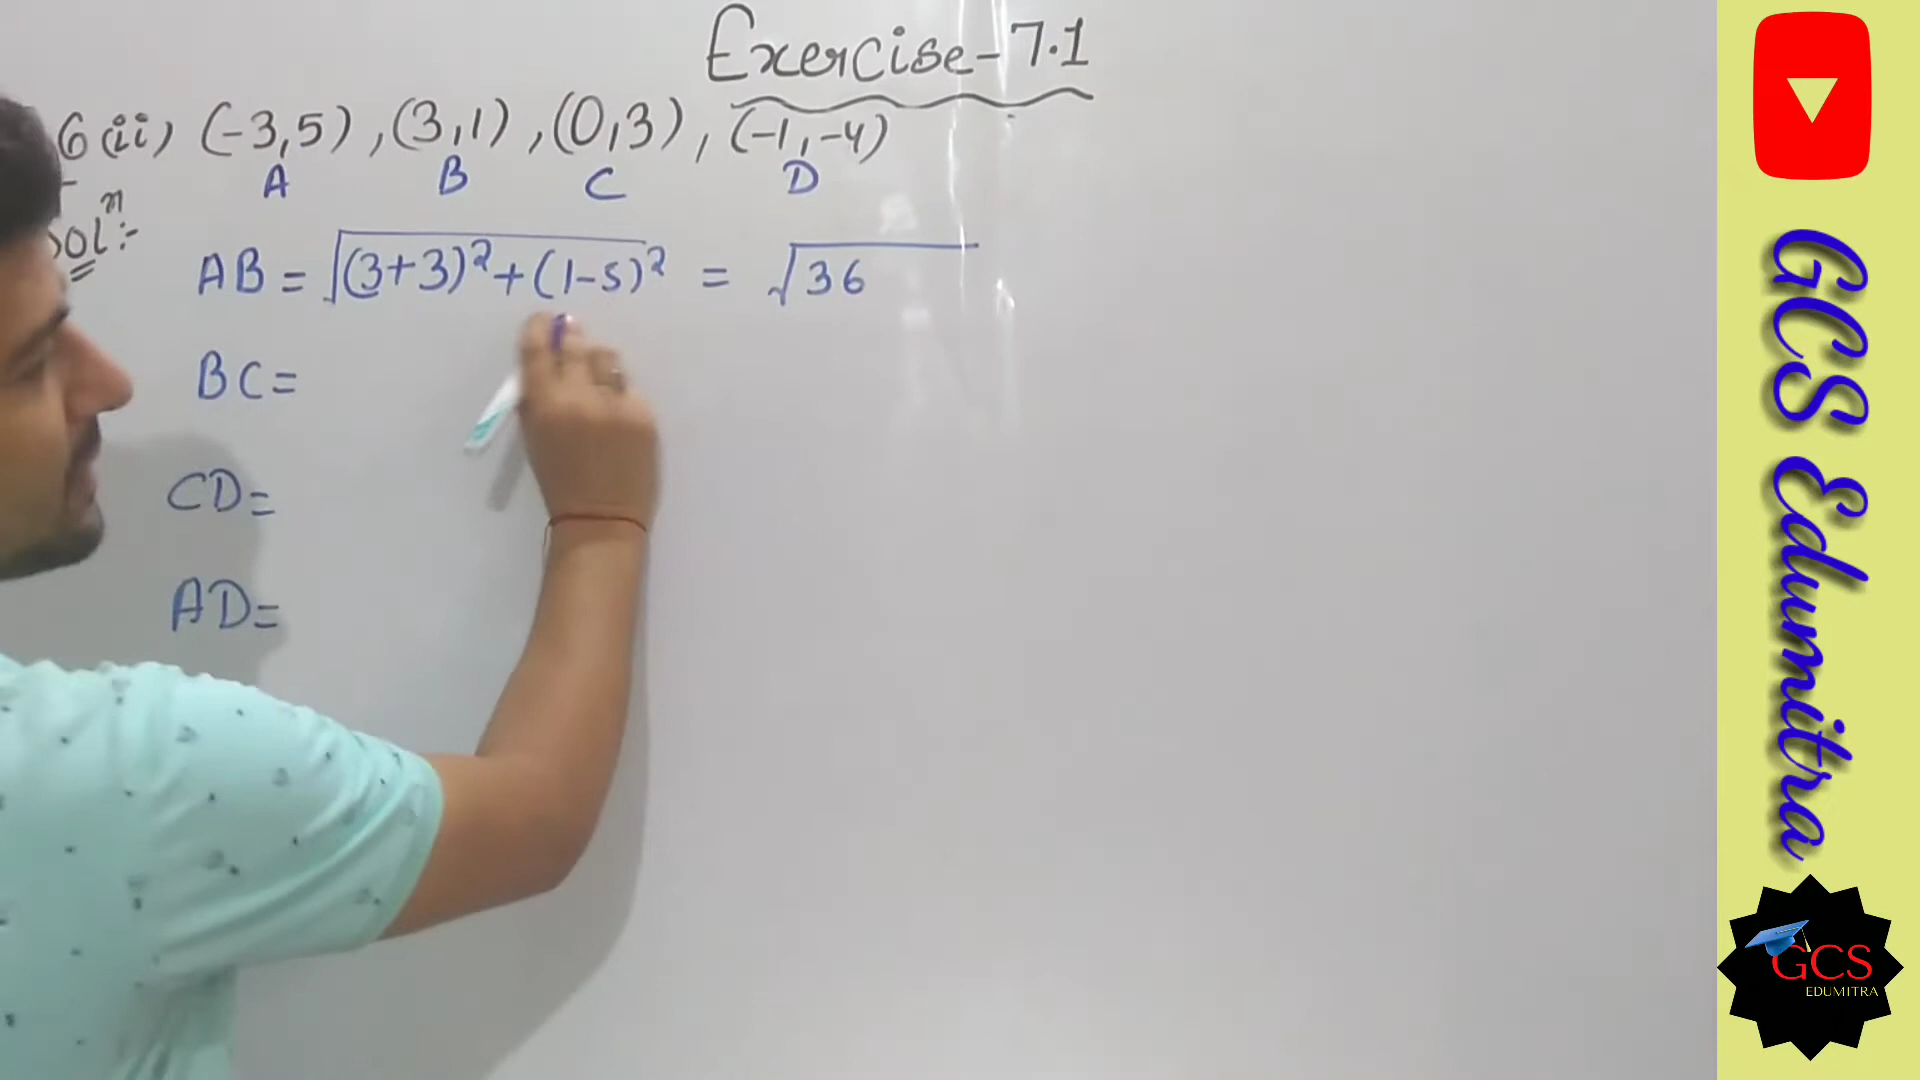 Exercise-7.1
6(ii) (-3,5), (3,1), (0,3), (-1,-4)
A B C D
Solⁿ:-
AB = √(3+3)²+(1-5)² = √36
BC=
CD=
AD=
GCS Edumitra
GCS
EDUMITRA